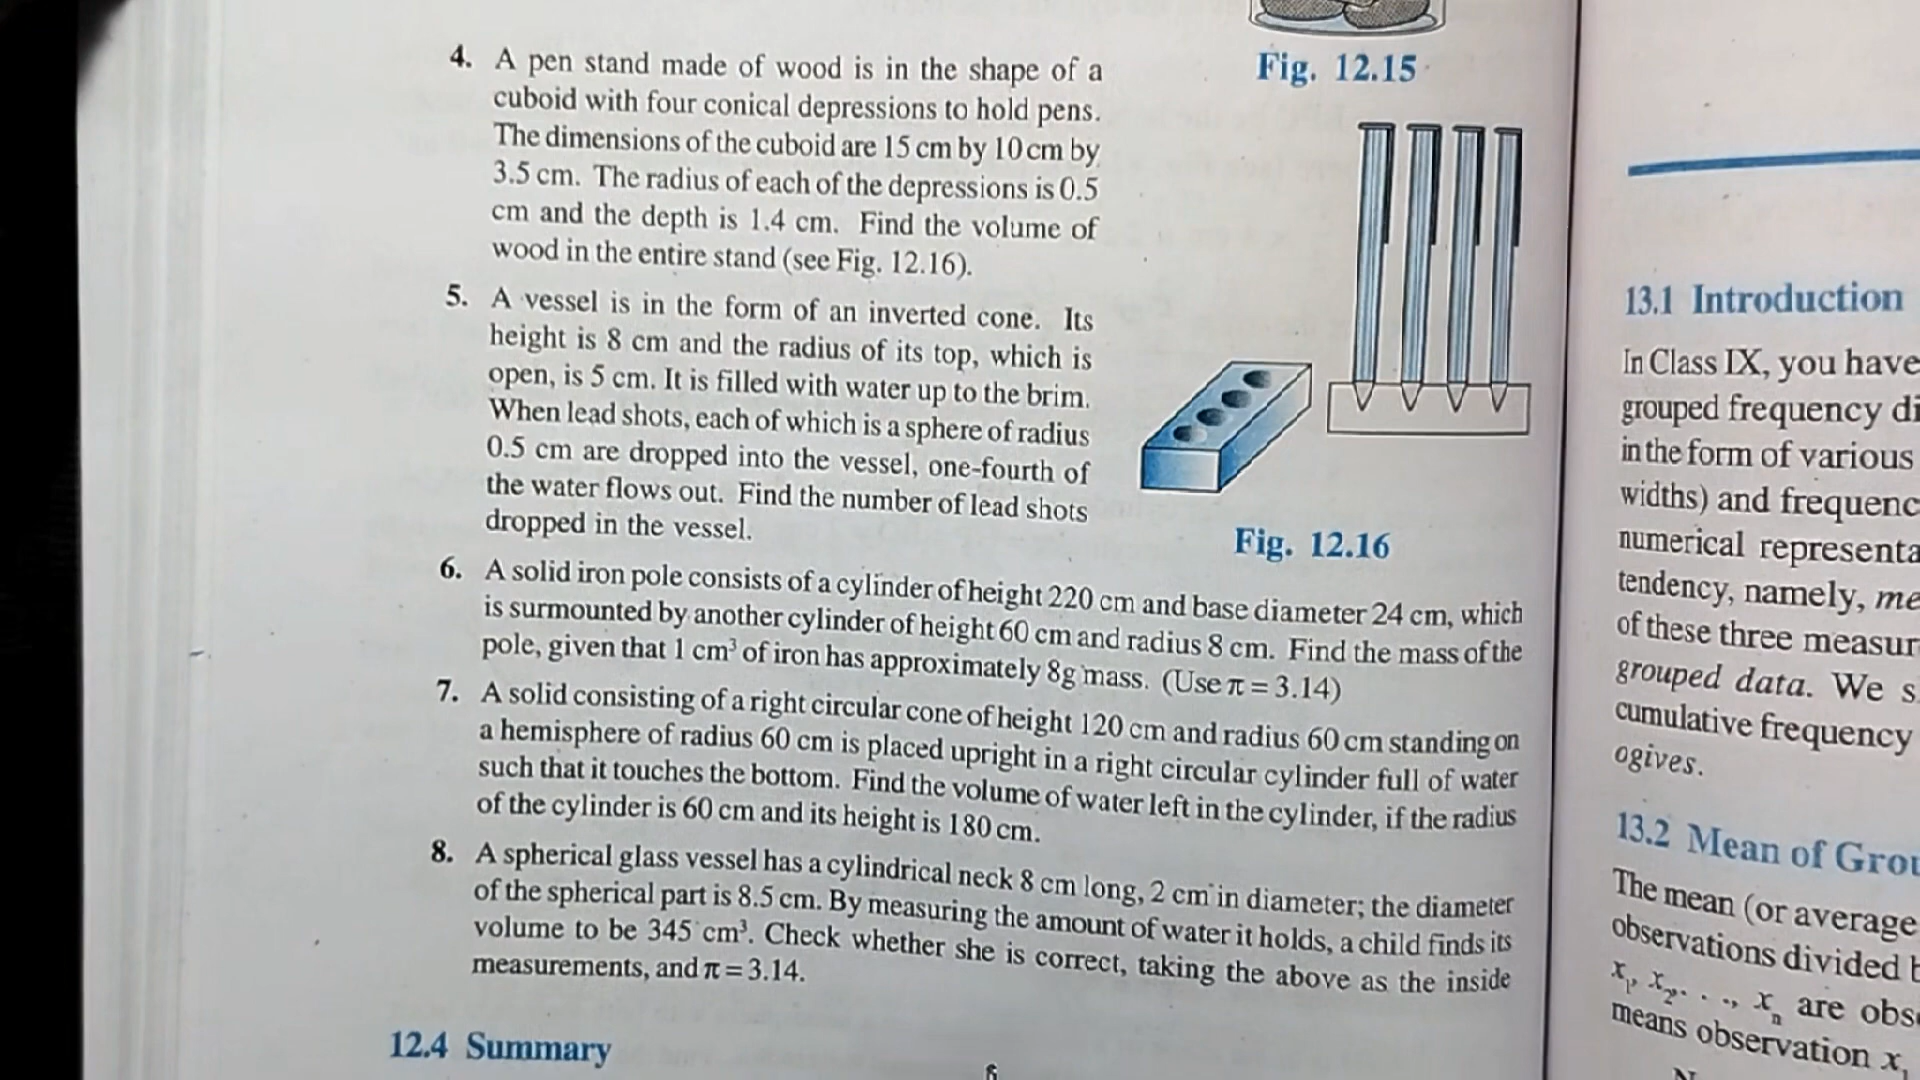 4. A pen stand made of wood is in the shape of a
cuboid with four conical depressions to hold pens.
The dimensions of the cuboid are 15 cm by 10 cm by
3.5 cm. The radius of each of the depressions is 0.5
cm and the depth is 1.4 cm. Find the volume of
wood in the entire stand (see Fig. 12.16).
5. A vessel is in the form of an inverted cone. Its
height is 8 cm and the radius of its top, which is
open, is 5 cm. It is filled with water up to the brim.
When lead shots, each of which is a sphere of radius
0.5 cm are dropped into the vessel, one-fourth of
the water flows out. Find the number of lead shots
dropped in the vessel.
Fig. 12.15
Fig. 12.16
6. A solid iron pole consists of a cylinder of height 220 cm and base diameter 24 cm, which
is surmounted by another cylinder of height 60 cm and radius 8 cm. Find the mass of the
pole, given that 1 cm³ of iron has approximately 8g mass. (Use π = 3.14)
7. A solid consisting of a right circular cone of height 120 cm and radius 60 cm standing on
a hemisphere of radius 60 cm is placed upright in a right circular cylinder full of water
such that it touches the bottom. Find the volume of water left in the cylinder, if the radius
of the cylinder is 60 cm and its height is 180 cm.
8. A spherical glass vessel has a cylindrical neck 8 cm long, 2 cm in diameter; the diameter
of the spherical part is 8.5 cm. By measuring the amount of water it holds, a child finds its
volume to be 345 cm³. Check whether she is correct, taking the above as the inside
measurements, and π = 3.14.
12.4 Summary
13.1 Introduction
In Class IX, you have
grouped frequency
in the form of various
widths) and
numerical
tendency, namely,
of these three
grouped data. We
cumulative frequency
ogives.
13.2 Mean of
The mean (or average
observations divided
x₁, x₂, . . ., xₙ are
means observation x₁